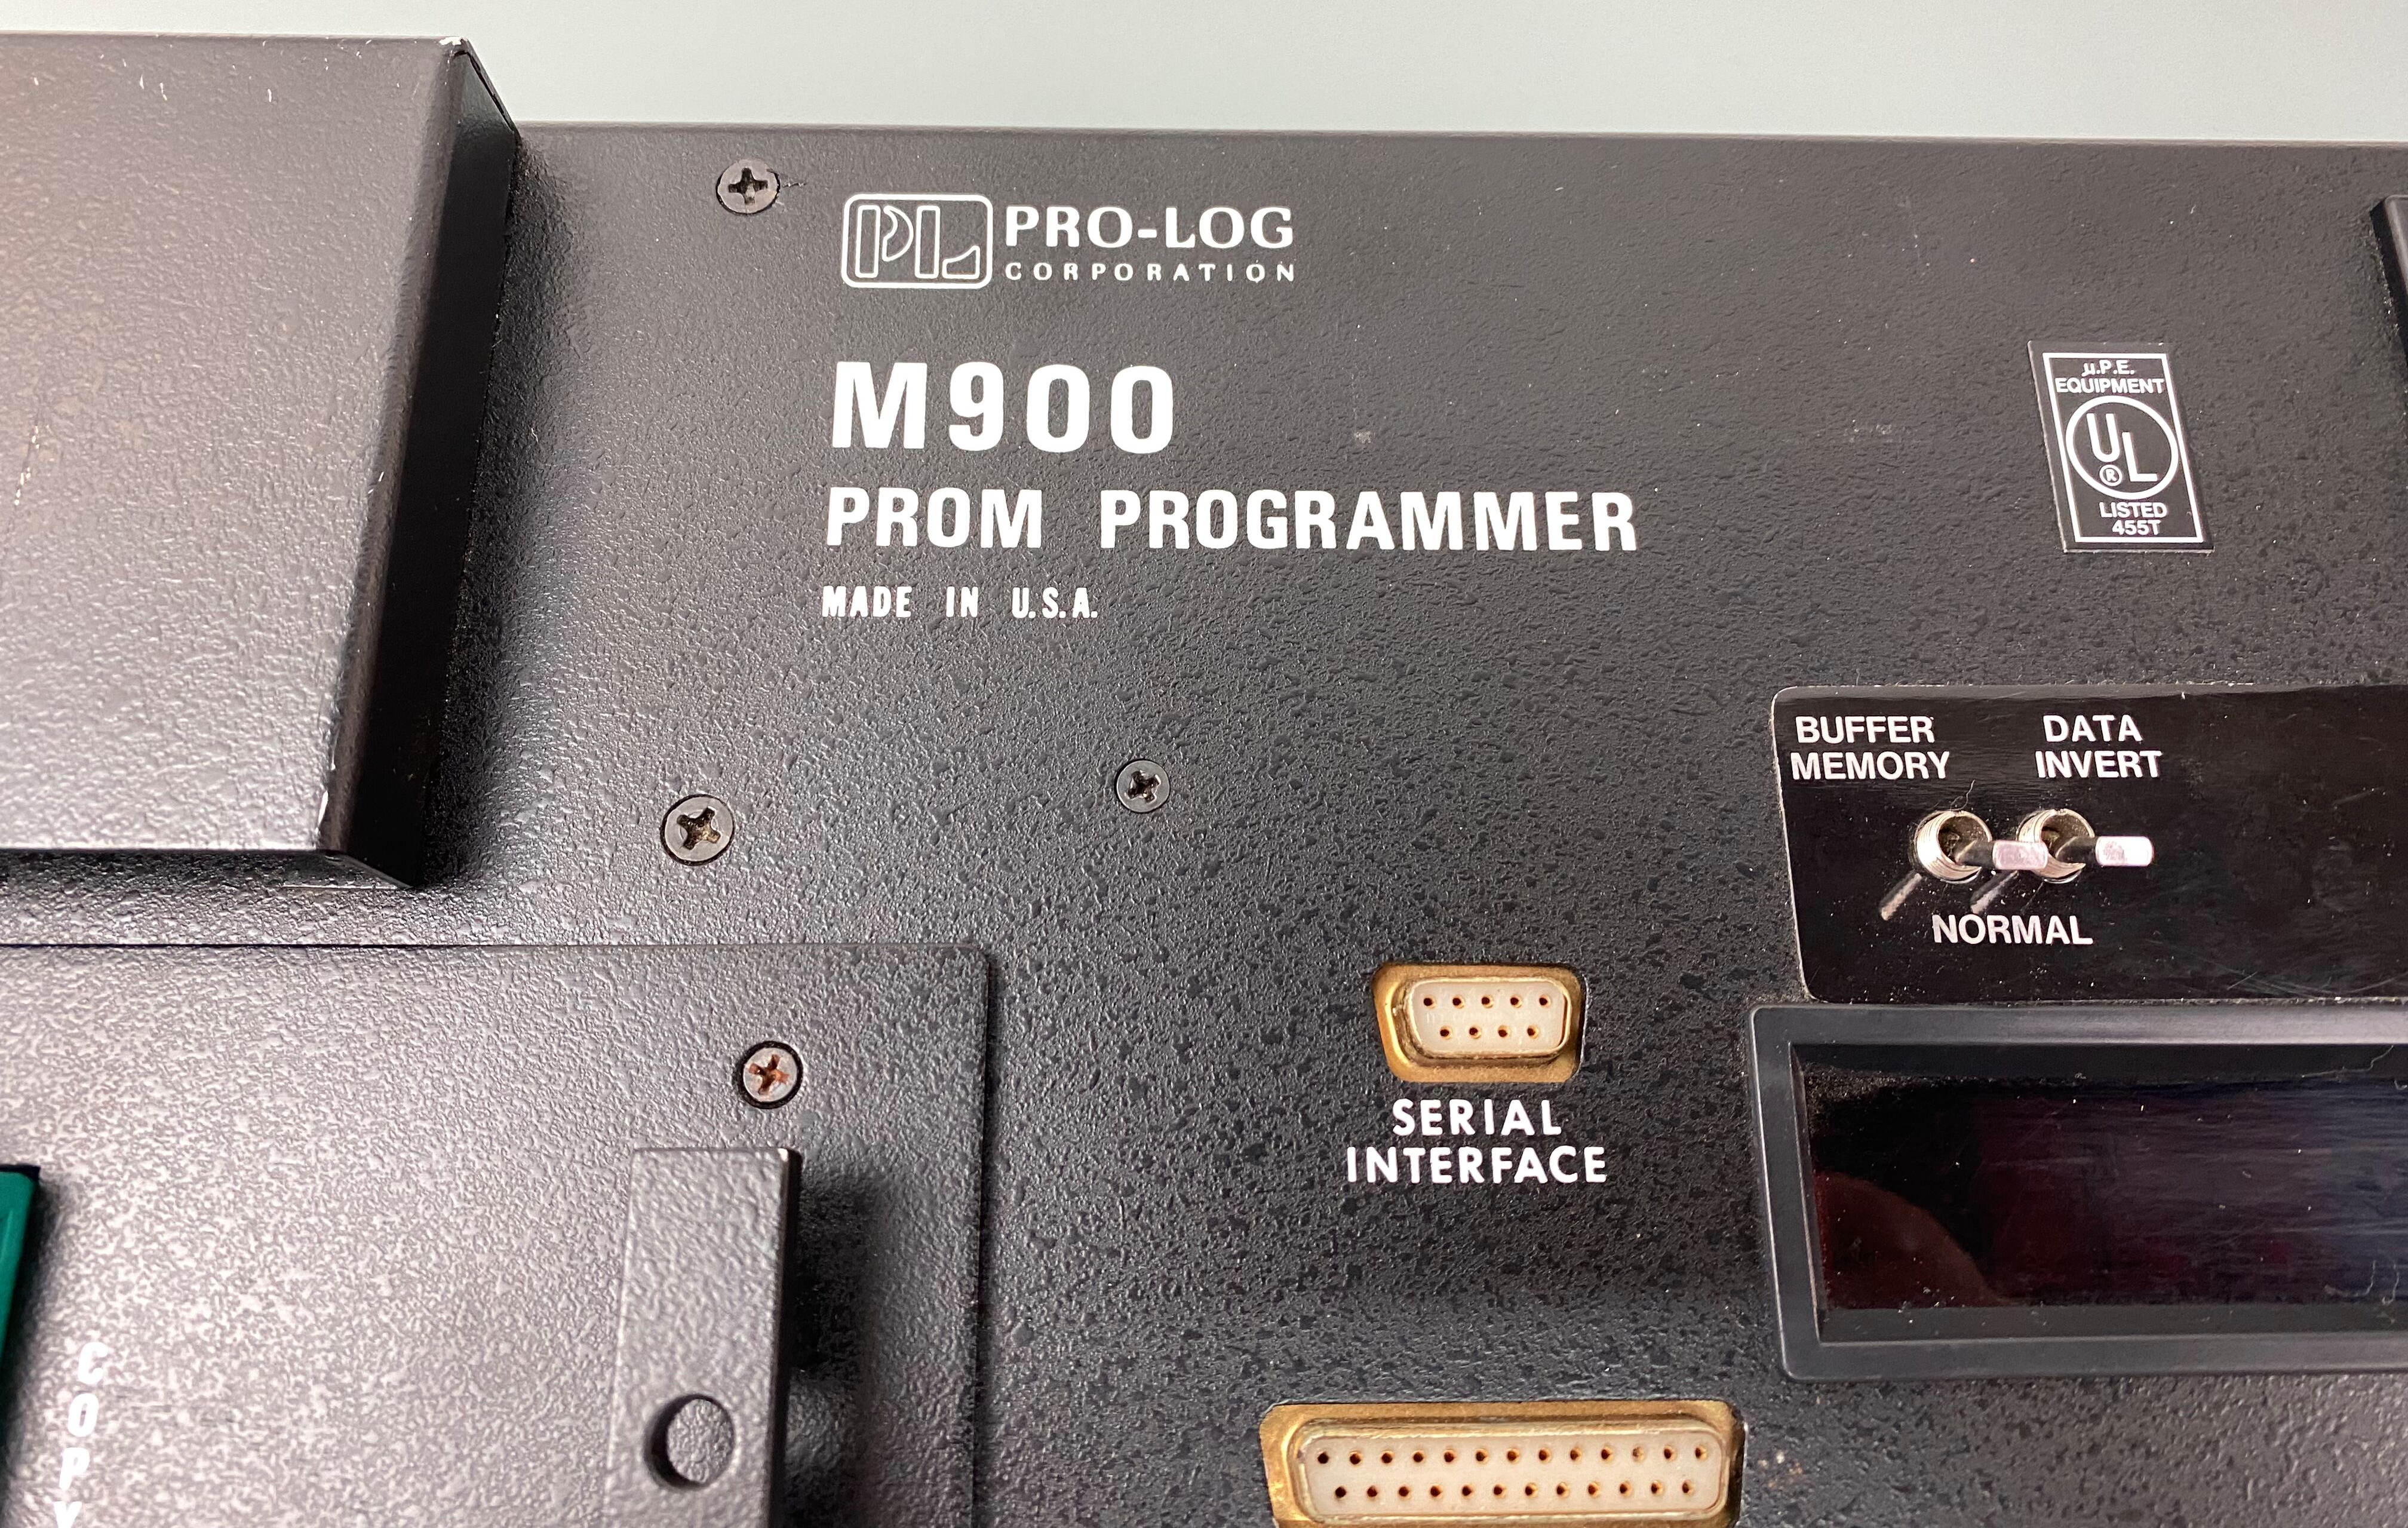 PL
PRO-LOG
CORPORATION
M900
PROM PROGRAMMER
MADE IN U.S.A.
µ.P.E.
EQUIPMENT
UL
®
LISTED
455T
BUFFER
MEMORY
DATA
INVERT
NORMAL
SERIAL
INTERFACE
COPY